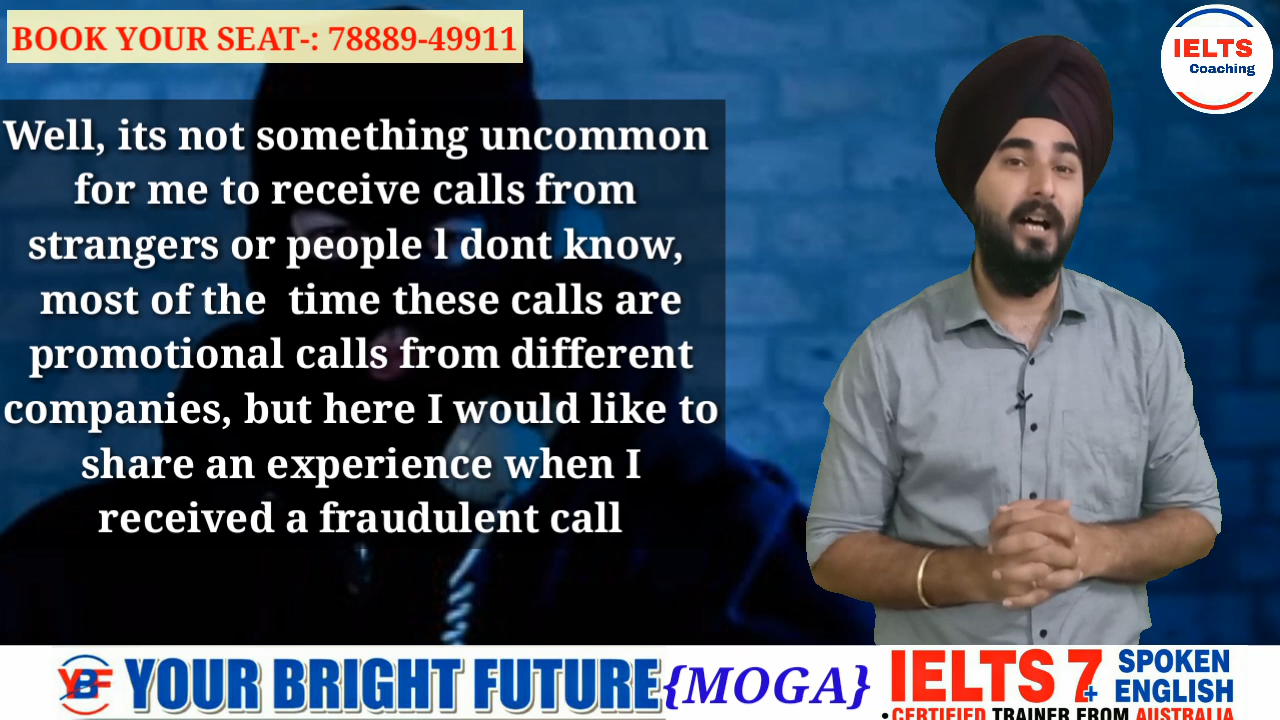 BOOK YOUR SEAT-: 78889-49911
IELTS
Coaching
Well, its not something uncommon
for me to receive calls from
strangers or people l dont know,
most of the  time these calls are
promotional calls from different
companies, but here I would like to
share an experience when I
received a fraudulent call
YBF YOUR BRIGHT FUTURE {MOGA}
IELTS 7+
SPOKEN
ENGLISH
•CERTIFIED TRAINER FROM AUSTRALIA